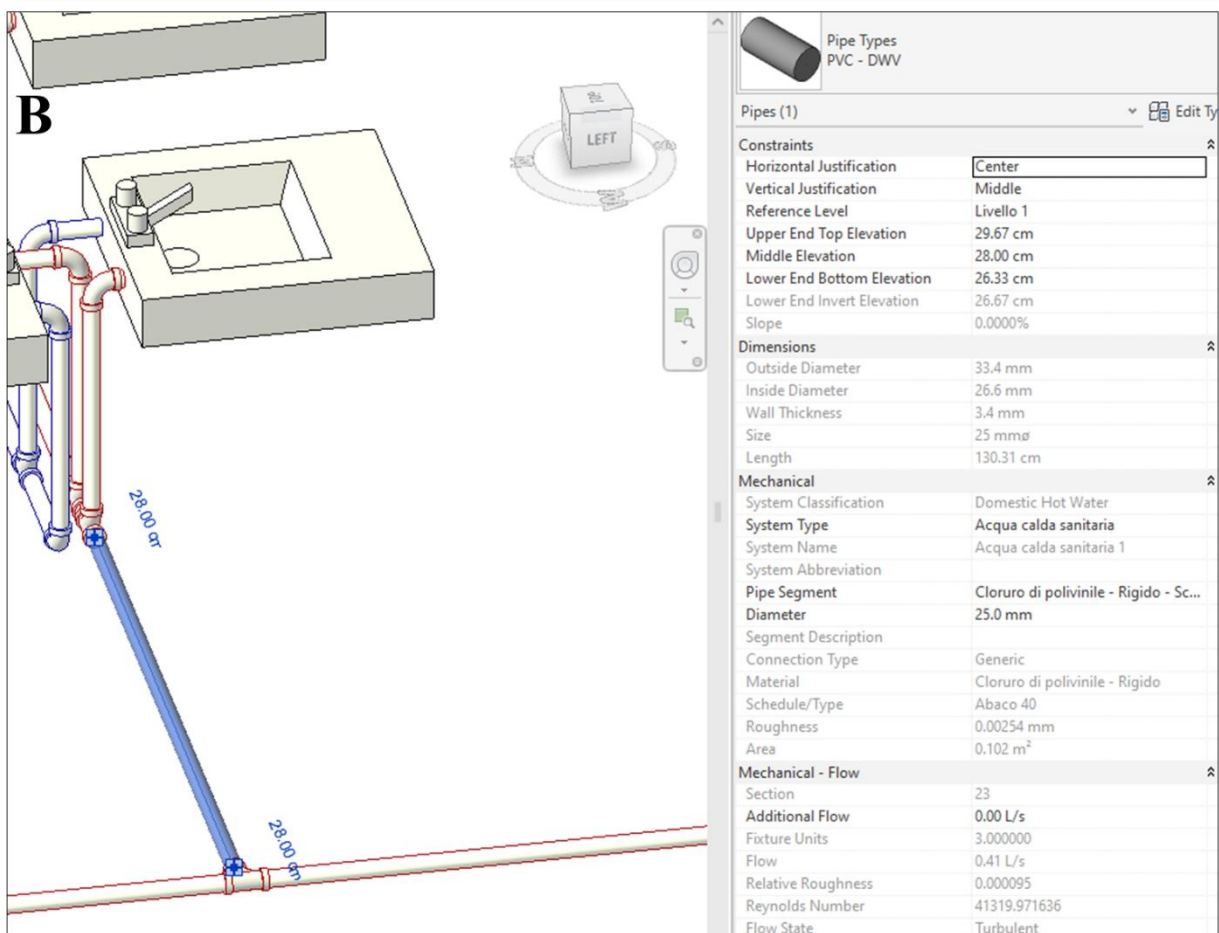 B
LEFT
28.00 cm
28.00 cm
Pipe Types
PVC - DWV
Pipes (1)
Edit Ty
Constraints
Horizontal Justification Center
Vertical Justification Middle
Reference Level Livello 1
Upper End Top Elevation 29.67 cm
Middle Elevation 28.00 cm
Lower End Bottom Elevation 26.33 cm
Lower End Invert Elevation 26.67 cm
Slope 0.0000%
Dimensions
Outside Diameter 33.4 mm
Inside Diameter 26.6 mm
Wall Thickness 3.4 mm
Size 25 mmø
Length 130.31 cm
Mechanical
System Classification Domestic Hot Water
System Type Acqua calda sanitaria
System Name Acqua calda sanitaria 1
System Abbreviation
Pipe Segment Cloruro di polivinile - Rigido - Sc...
Diameter 25.0 mm
Segment Description
Connection Type Generic
Material Cloruro di polivinile - Rigido
Schedule/Type Abaco 40
Roughness 0.00254 mm
Area 0.102 m²
Mechanical - Flow
Section 23
Additional Flow 0.00 L/s
Fixture Units 3.000000
Flow 0.41 L/s
Relative Roughness 0.000095
Reynolds Number 41319.971636
Flow State Turbulent